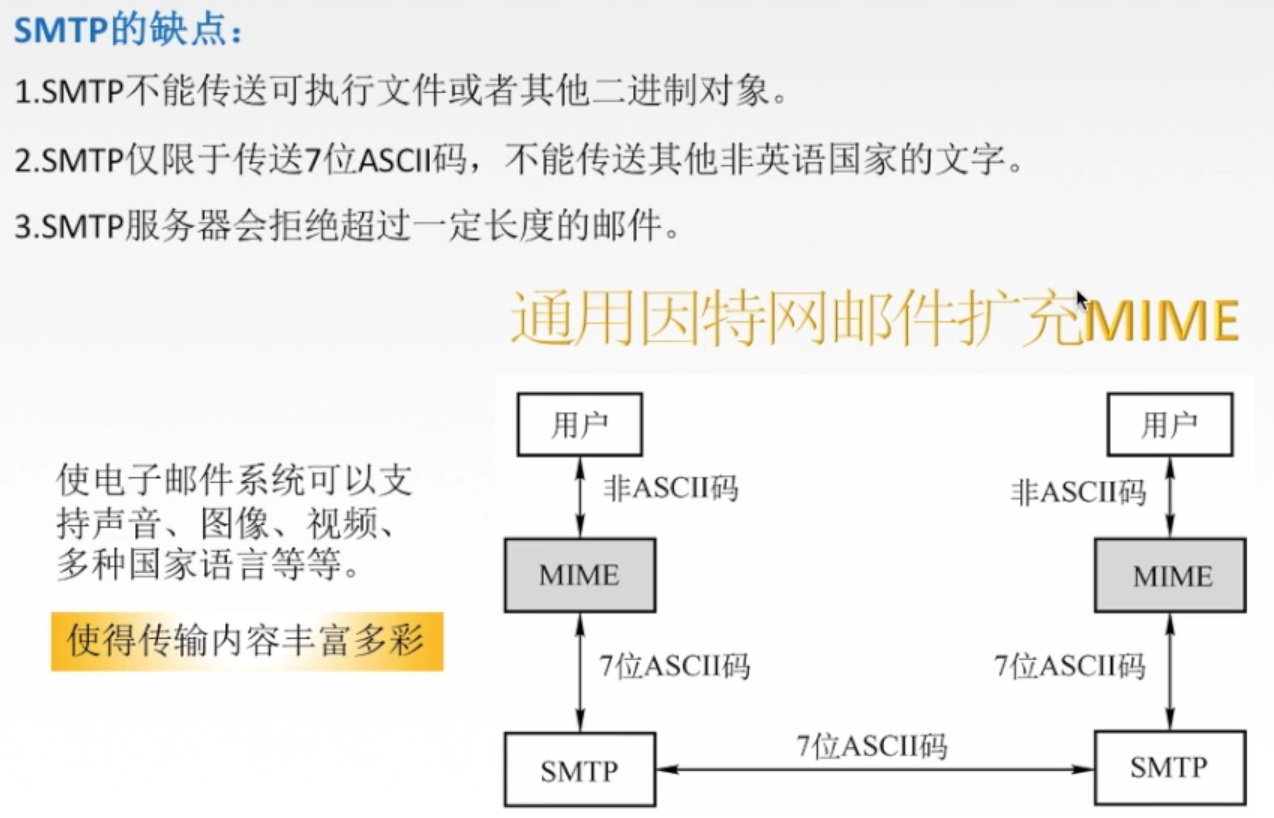 SMTP的缺点：
1.SMTP不能传送可执行文件或者其他二进制对象。
2.SMTP仅限于传送7位ASCII码，不能传送其他非英语国家的文字。
3.SMTP服务器会拒绝超过一定长度的邮件。
通用因特网邮件扩充MIME
使电子邮件系统可以支
持声音、图像、视频、
多种国家语言等等。
使得传输内容丰富多彩
用户
用户
非ASCII码
非ASCII码
MIME
MIME
7位ASCII码
7位ASCII码
7位ASCII码
SMTP
SMTP